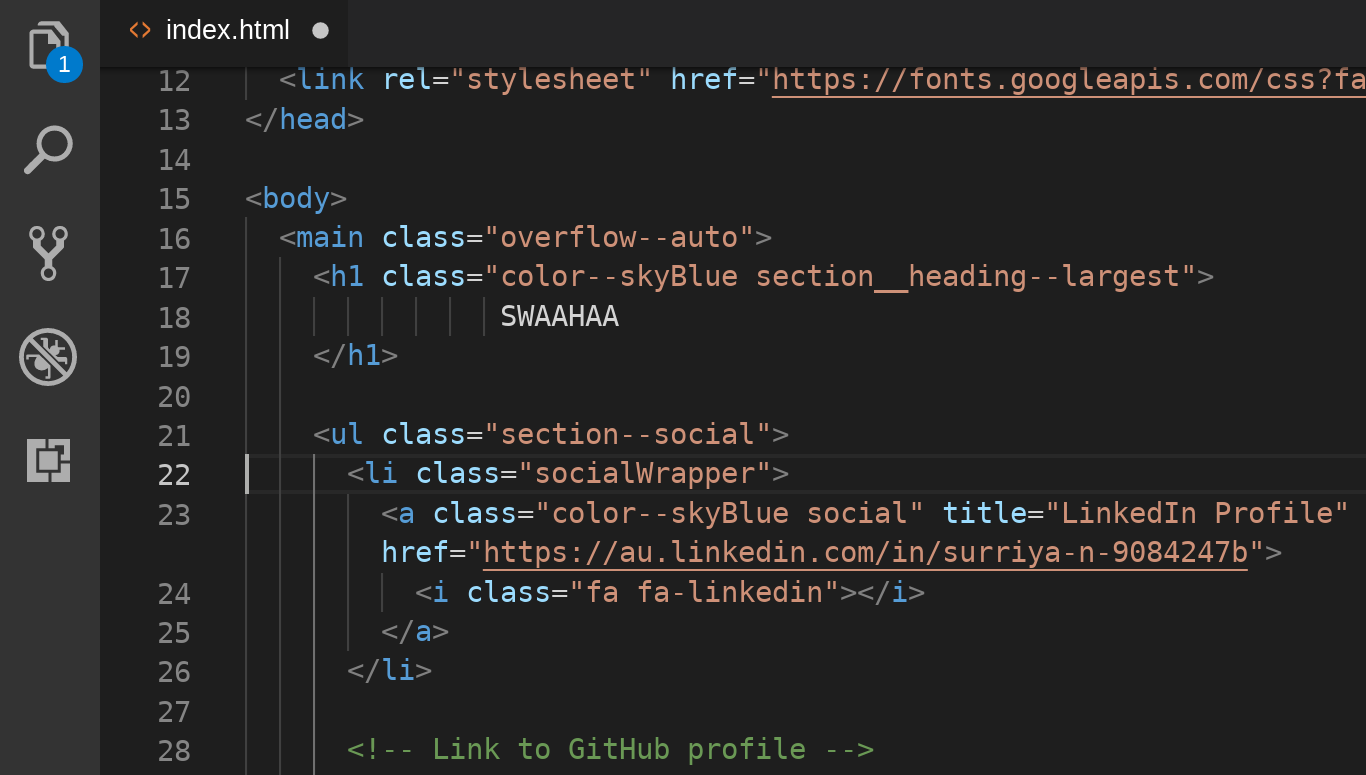 index.html
1
12 <link rel="stylesheet" href="https://fonts.googleapis.com/css?fa
13 </head>
14
15 <body>
16 <main class="overflow--auto">
17 <h1 class="color--skyBlue section__heading--largest">
18 SWAAHAA
19 </h1>
20
21 <ul class="section--social">
22 <li class="socialWrapper">
23 <a class="color--skyBlue social" title="LinkedIn Profile"
href="https://au.linkedin.com/in/surriya-n-9084247b">
24 <i class="fa fa-linkedin"></i>
25 </a>
26 </li>
27
28 <!-- Link to GitHub profile -->